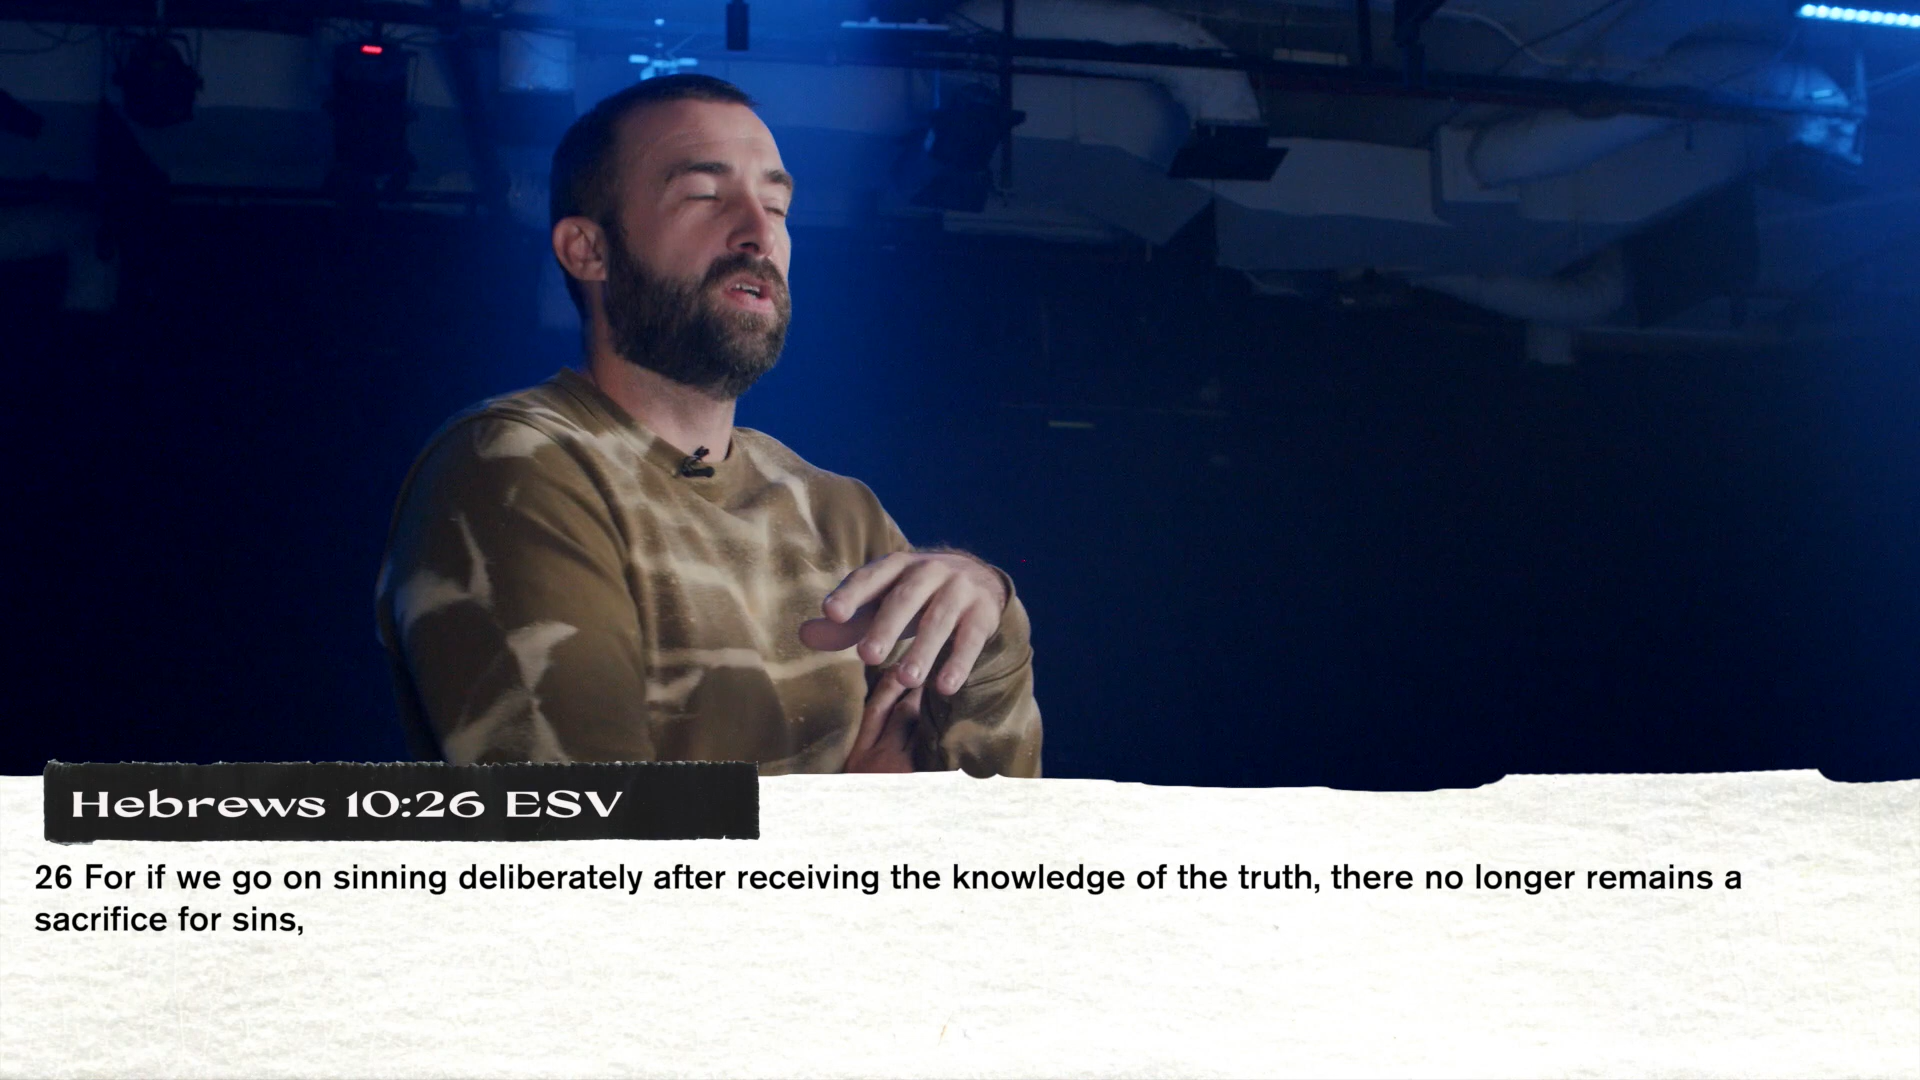 Hebrews 10:26 ESV
26 For if we go on sinning deliberately after receiving the knowledge of the truth, there no longer remains a
sacrifice for sins,